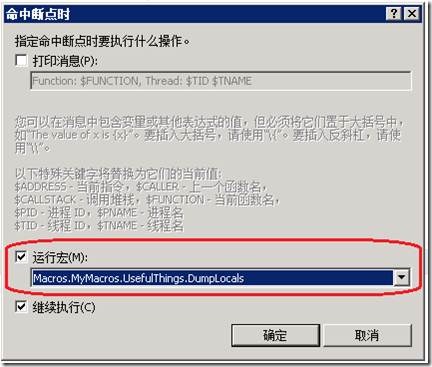 命中断点时
指定命中断点时要执行什么操作。
打印消息(P):
Function: $FUNCTION, Thread: $TID $TNAME
您可以在消息中包含变量或其他表达式的值，但必须将它们置于大括号中，
如“The value of x is {x}”。要插入大括号，请使用“\{”。要插入反斜杠，请使
用“\\”。
以下特殊关键字将替换为它们的当前值:
$ADDRESS - 当前指令, $CALLER - 上一个函数名,
$CALLSTACK - 调用堆栈, $FUNCTION - 当前函数名,
$PID - 进程 ID, $PNAME - 进程名
$TID - 线程 ID, $TNAME - 线程名
运行宏(M):
Macros.MyMacros.UsefulThings.DumpLocals
继续执行(C)
确定
取消